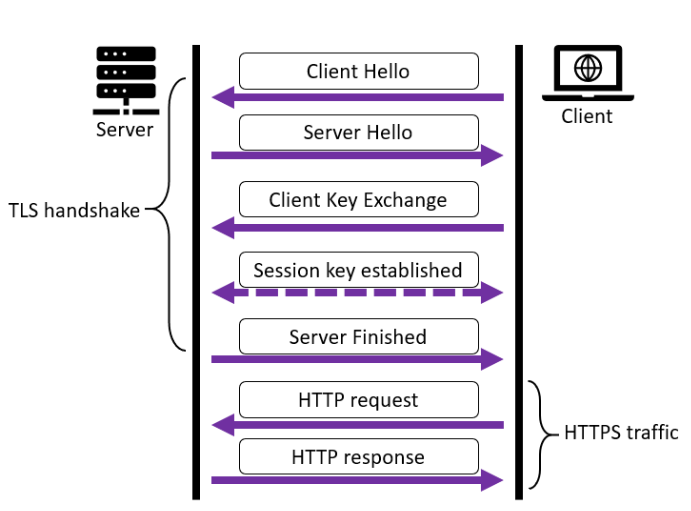 Client Hello
Server
Client
Server Hello
Client Key Exchange
TLS handshake
Session key established
Server Finished
HTTP request
HTTPS traffic
HTTP response